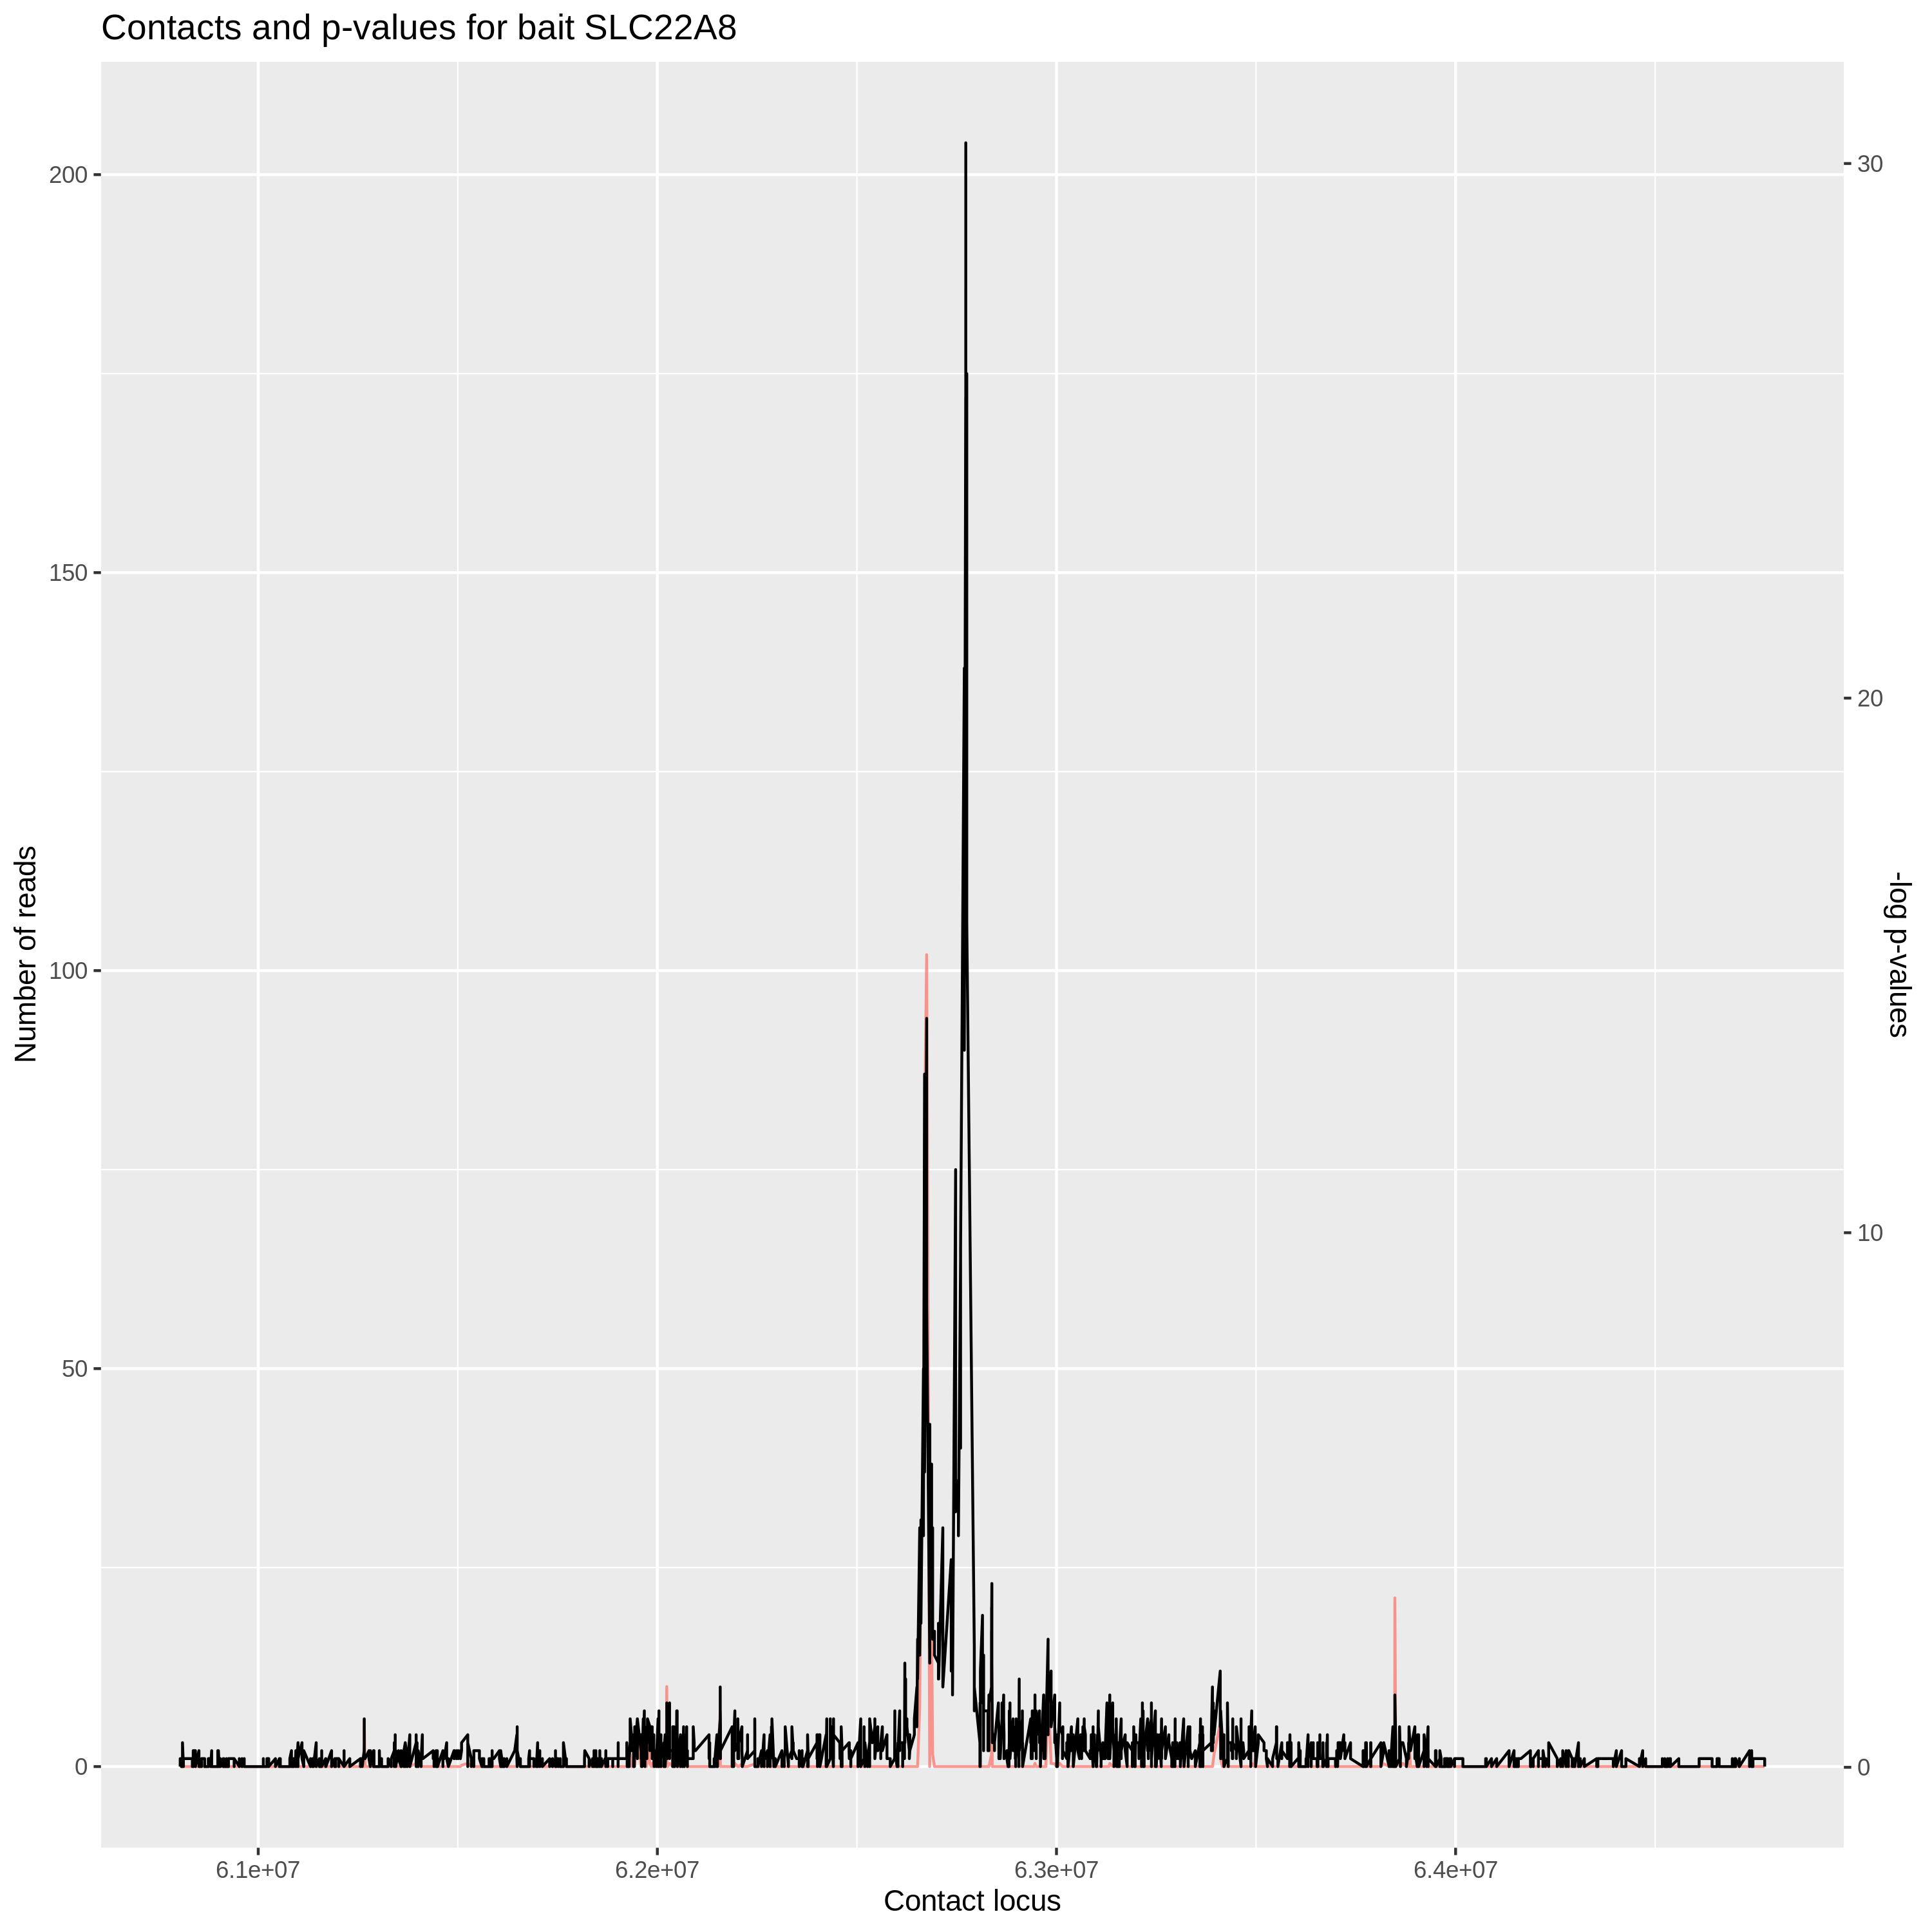 Contacts and p-values for bait SLC22A8
Number of reads
200
150
100
50
0
30
20
10
0
-log p-values
6.1e+07
6.2e+07
6.3e+07
6.4e+07
Contact locus